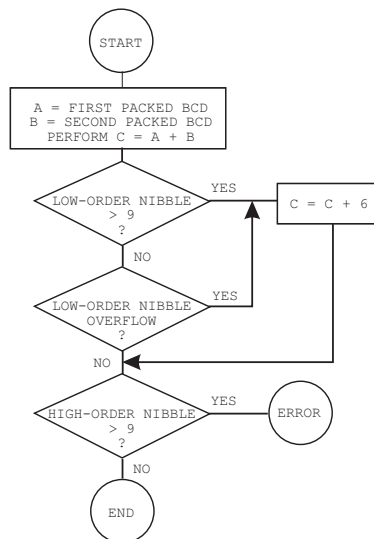 START
A = FIRST PACKED BCD
B = SECOND PACKED BCD
PERFORM C = A + B
LOW-ORDER NIBBLE
> 9
?
YES
C = C + 6
NO
LOW-ORDER NIBBLE
OVERFLOW
?
YES
NO
HIGH-ORDER NIBBLE
> 9
?
YES
ERROR
NO
END